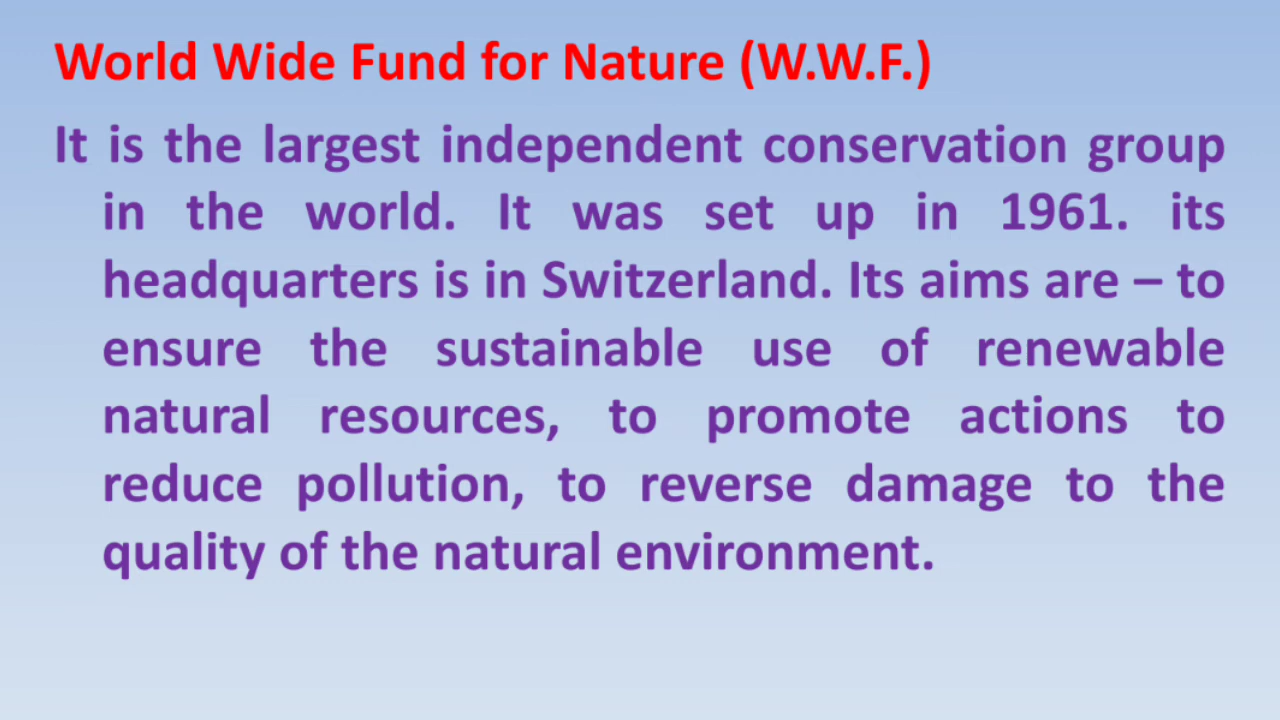 World Wide Fund for Nature (W.W.F.)
It is the largest independent conservation group
in the world. It was set up in 1961. its
headquarters is in Switzerland. Its aims are – to
ensure the sustainable use of renewable
natural resources, to promote actions to
reduce pollution, to reverse damage to the
quality of the natural environment.